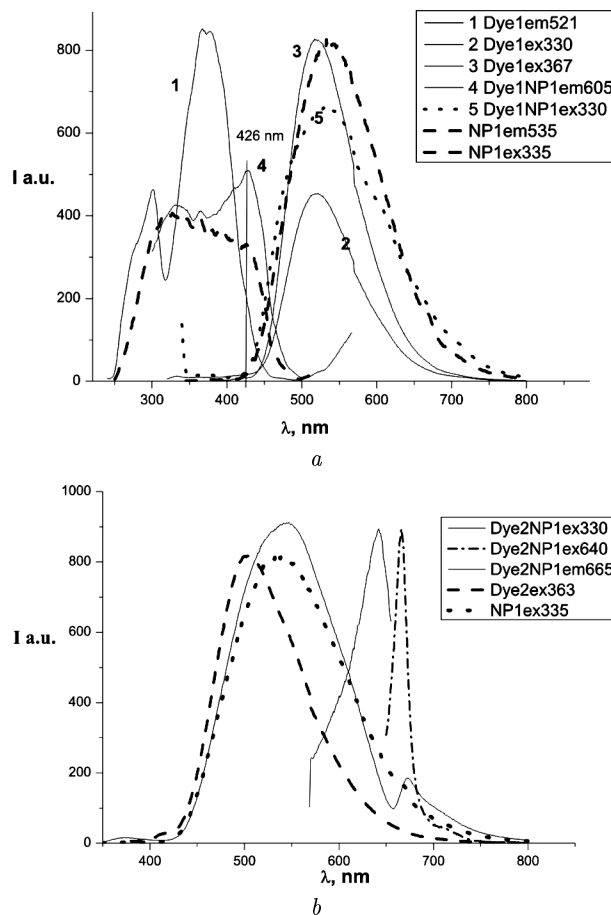 1 Dye1em521
2 Dye1ex330
3 Dye1ex367
4 Dye1NP1em605
5 Dye1NP1ex330
NP1em535
NP1ex335
800
600
400
200
0
I a.u.
1
3
5
426 nm
4
2
300 400 500 600 700 800
λ, nm
a
1000
800
600
400
200
0
I a.u.
Dye2NP1ex330
Dye2NP1ex640
Dye2NP1em665
Dye2ex363
NP1ex335
400 500 600 700 800
λ, nm
b